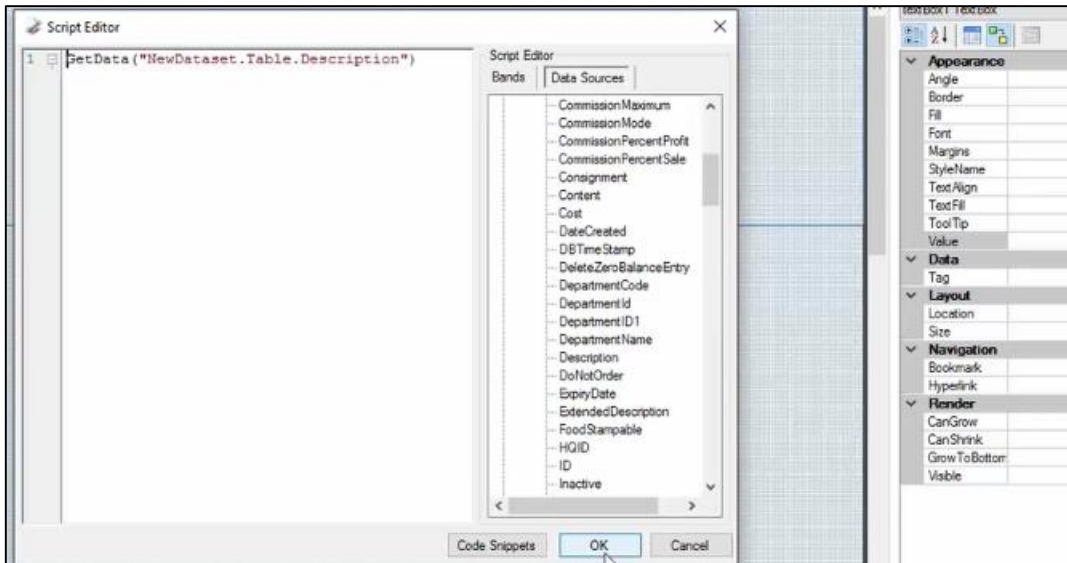 Script Editor
TextBox1 TextBox
1 GetData("NewDataset.Table.Description")
Script Editor
Bands Data Sources
CommissionMaximum
CommissionMode
CommissionPercentProfit
CommissionPercentSale
Consignment
Content
Cost
DateCreated
DBTimeStamp
DeleteZeroBalanceEntry
DepartmentCode
DepartmentId
DepartmentID1
DepartmentName
Description
DoNotOrder
ExpiryDate
ExtendedDescription
FoodStampable
HQID
ID
Inactive
Code Snippets OK Cancel
Appearance
Angle
Border
Fill
Font
Margins
StyleName
TextAlign
TextFill
ToolTip
Value
Data
Tag
Layout
Location
Size
Navigation
Bookmark
Hyperlink
Render
CanGrow
CanShrink
GrowToBottom
Visible